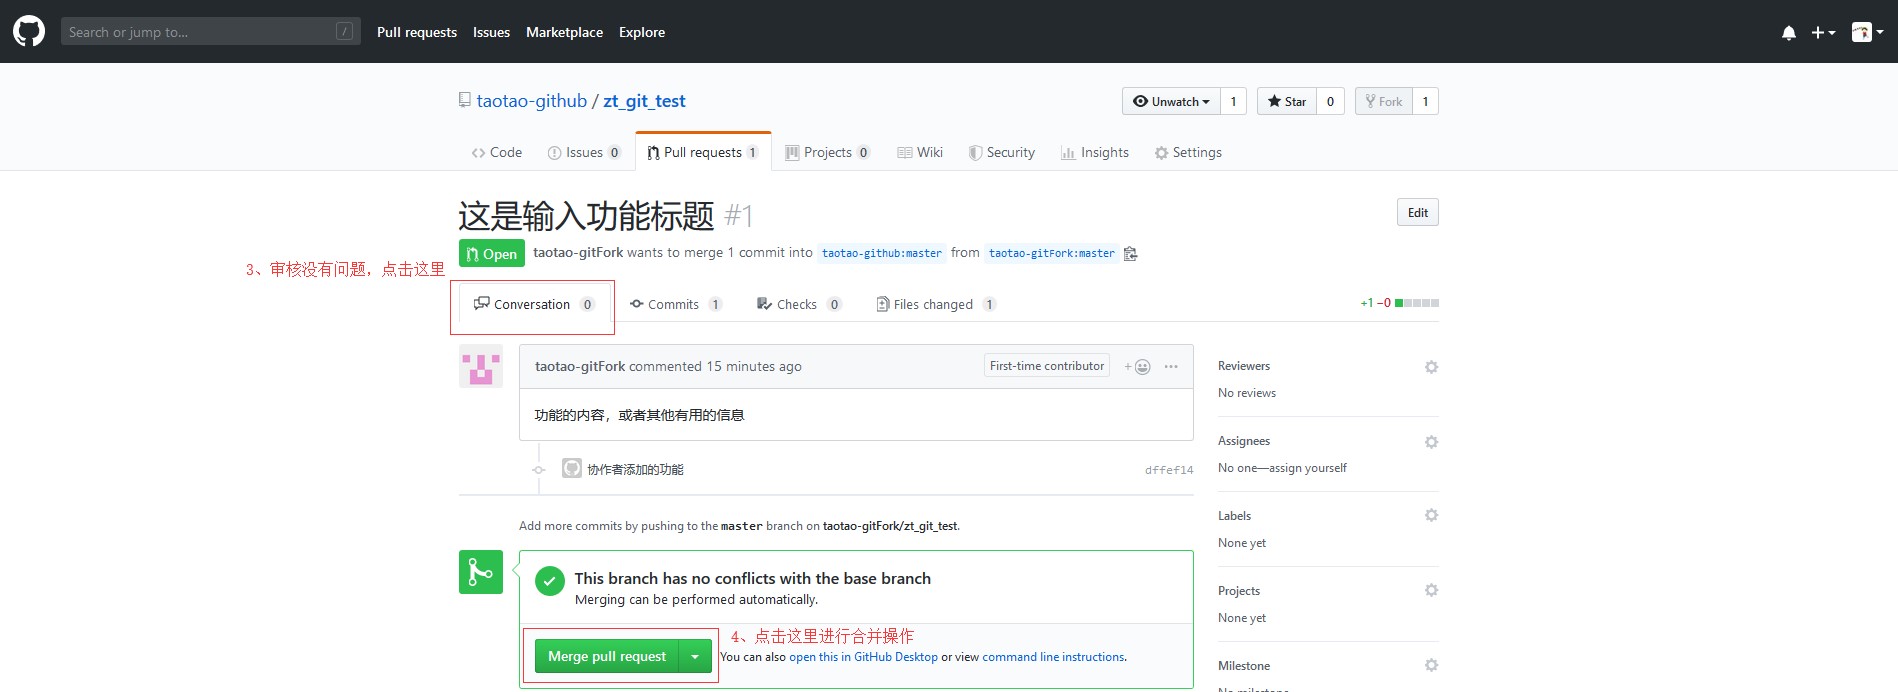 Search or jump to... / Pull requests Issues Marketplace Explore
taotao-github / zt_git_test Unwatch 1 Star 0 Fork 1
Code Issues 0 Pull requests 1 Projects 0 Wiki Security Insights Settings
这是输入功能标题 #1 Edit
Open taotao-gitFork wants to merge 1 commit into taotao-github:master from taotao-gitFork:master
3、审核没有问题，点击这里
Conversation 0 Commits 1 Checks 0 Files changed 1 +1 −0
taotao-gitFork commented 15 minutes ago First-time contributor + ...
功能的内容，或者其他有用的信息
协作者添加的功能 dffef14
Add more commits by pushing to the master branch on taotao-gitFork/zt_git_test.
This branch has no conflicts with the base branch
Merging can be performed automatically.
4、点击这里进行合并操作
Merge pull request You can also open this in GitHub Desktop or view command line instructions.
Reviewers
No reviews
Assignees
No one—assign yourself
Labels
None yet
Projects
None yet
Milestone
No milestone